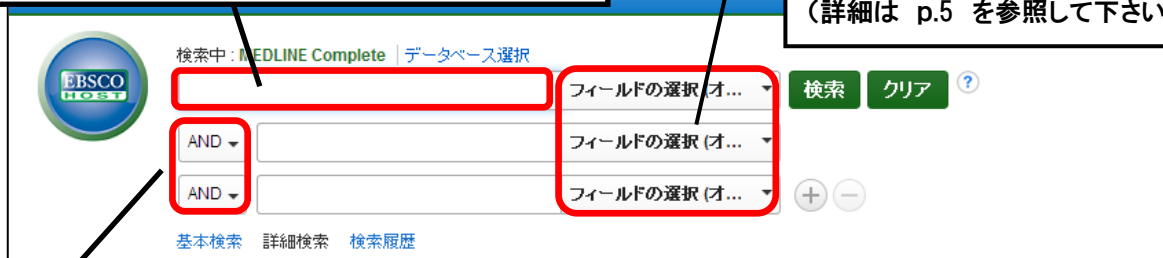 （詳細は p.5 を参照して下さい
検索中 : MEDLINE Complete データベース選択
EBSCO
HOST
フィールドの選択 (オ...
検索
クリア
?
AND
フィールドの選択 (オ...
AND
フィールドの選択 (オ...
基本検索 詳細検索 検索履歴